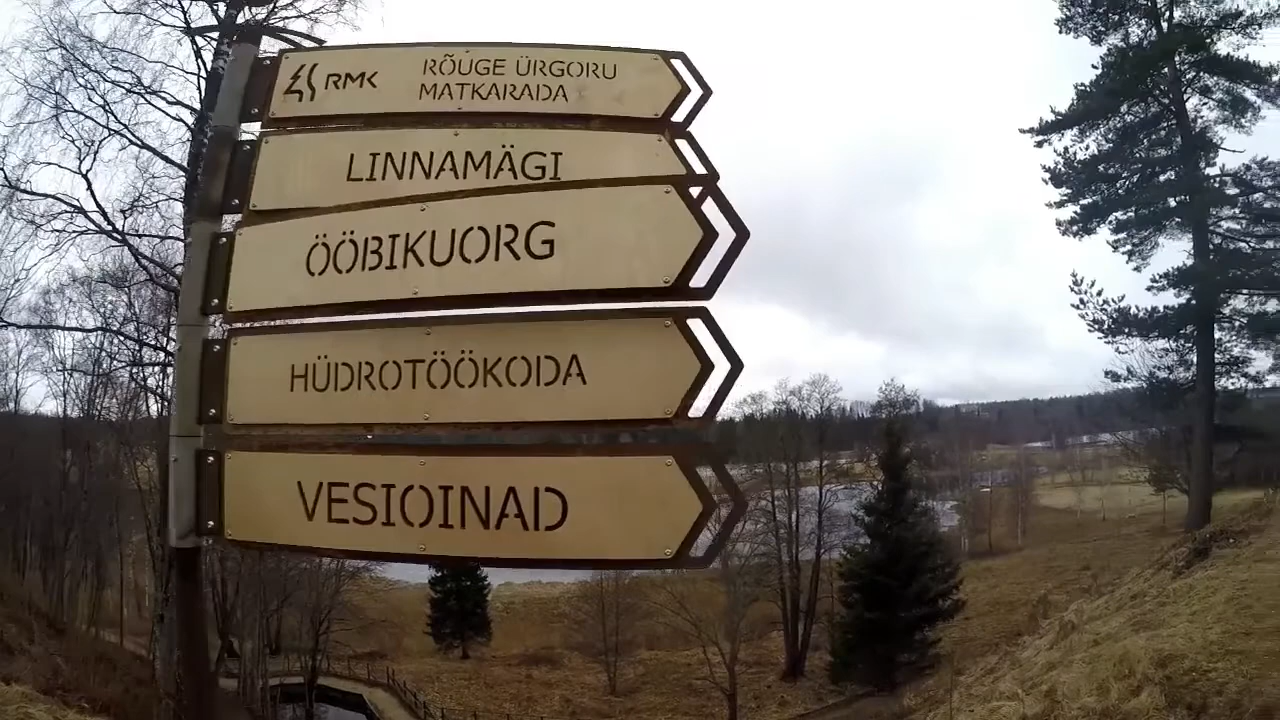 RMK RÕUGE ÜRGORU
MATKARADA
LINNAMÄGI
ÖÖBIKUORG
HÜDROTÖÖKODA
VESIOINAD